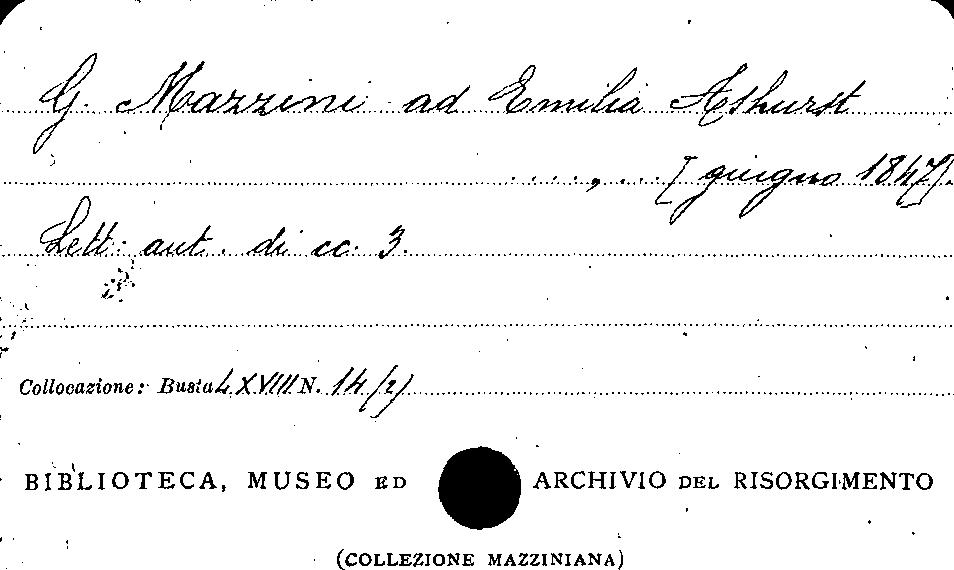 G. Mazzini ad Emilia Ashurst
...., ... [giugno 1847].
Lett. aut. di cc. 3.
Collocazione: Busta LXVIII N. 14 (2)
BIBLIOTECA, MUSEO ED ARCHIVIO DEL RISORGIMENTO
(COLLEZIONE MAZZINIANA)